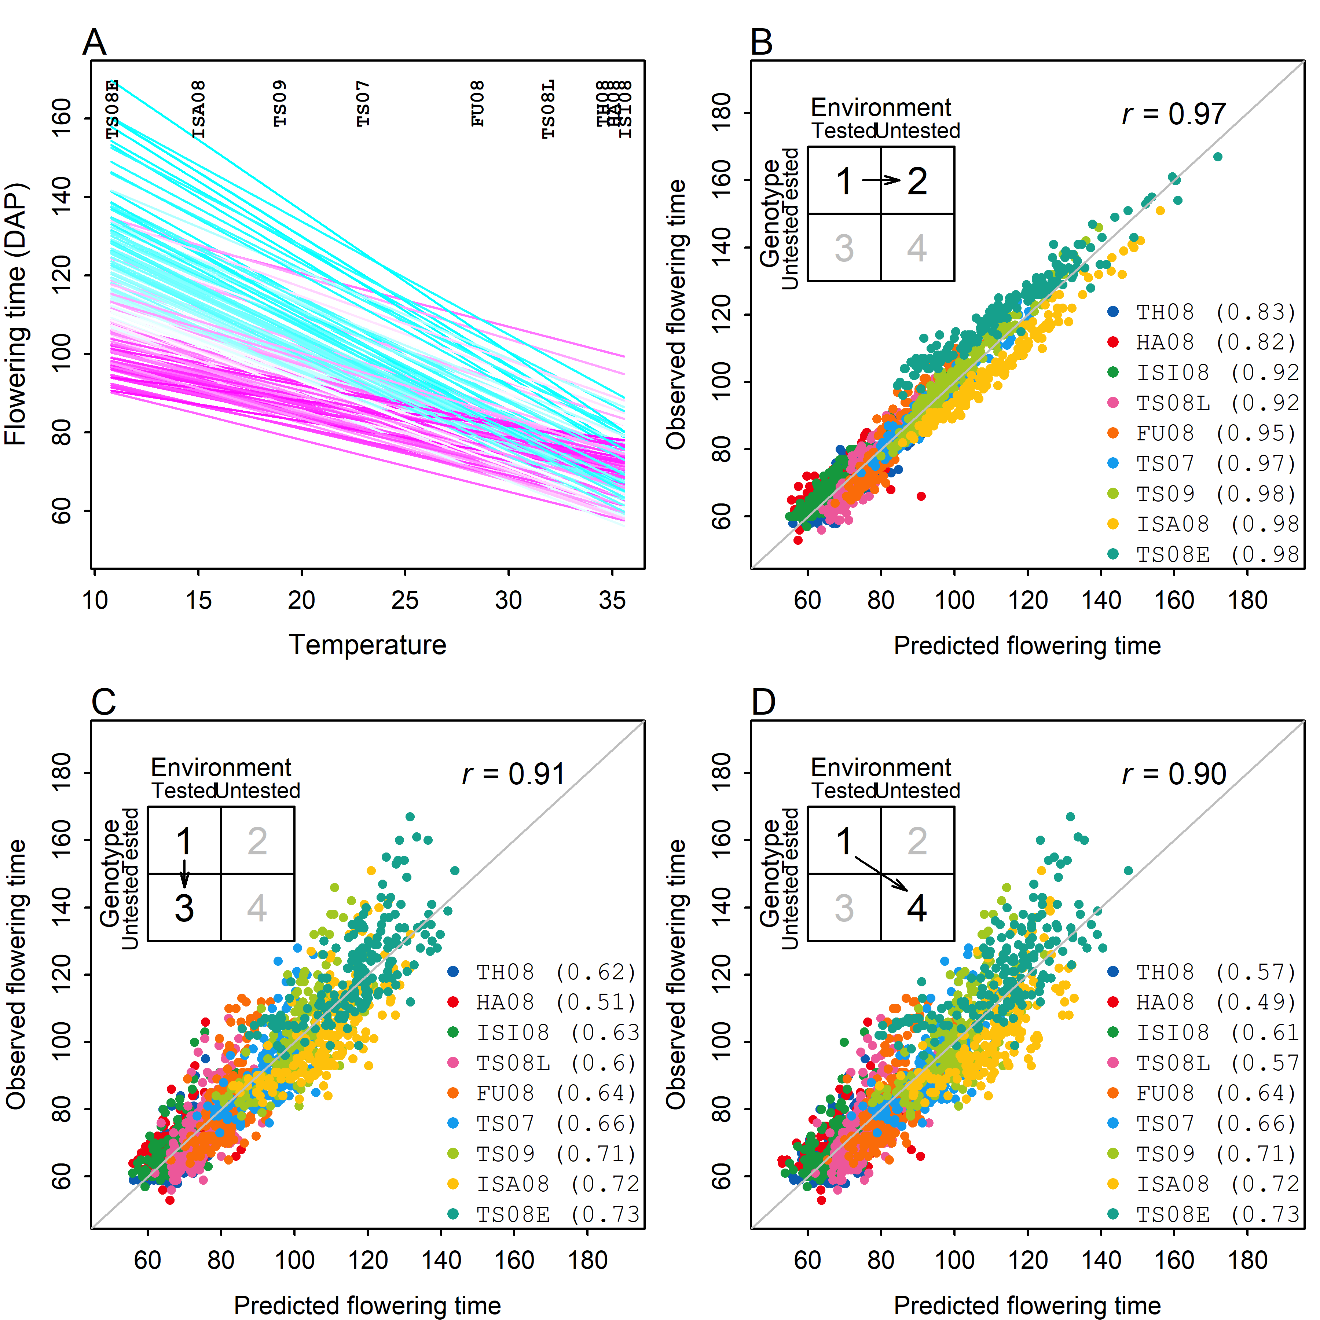 A
TS08E
ISA08
TS09
TS07
FU08
TS08L
TH08
HA08
ISI08
160
140
120
100
80
60
Flowering time (DAP)
10
15
20
25
30
35
Temperature
B
Environment
Tested Untested
Genotype
Untested Tested
1 2
3 4
r = 0.97
TH08 (0.83)
HA08 (0.82)
ISI08 (0.92
TS08L (0.92
FU08 (0.95)
TS07 (0.97)
TS09 (0.98)
ISA08 (0.98
TS08E (0.98
180
160
140
120
100
80
60
Observed flowering time
60 80 100 120 140 160 180
Predicted flowering time
C
Environment
Tested Untested
Genotype
Untested Tested
1 2
3 4
r = 0.91
TH08 (0.62)
HA08 (0.51)
ISI08 (0.63
TS08L (0.6)
FU08 (0.64)
TS07 (0.66)
TS09 (0.71)
ISA08 (0.72
TS08E (0.73
180
160
140
120
100
80
60
Observed flowering time
60 80 100 120 140 160 180
Predicted flowering time
D
Environment
Tested Untested
Genotype
Untested Tested
1 2
3 4
r = 0.90
TH08 (0.57)
HA08 (0.49)
ISI08 (0.61
TS08L (0.57
FU08 (0.64)
TS07 (0.66)
TS09 (0.71)
ISA08 (0.72
TS08E (0.73
180
160
140
120
100
80
60
Observed flowering time
60 80 100 120 140 160 180
Predicted flowering time